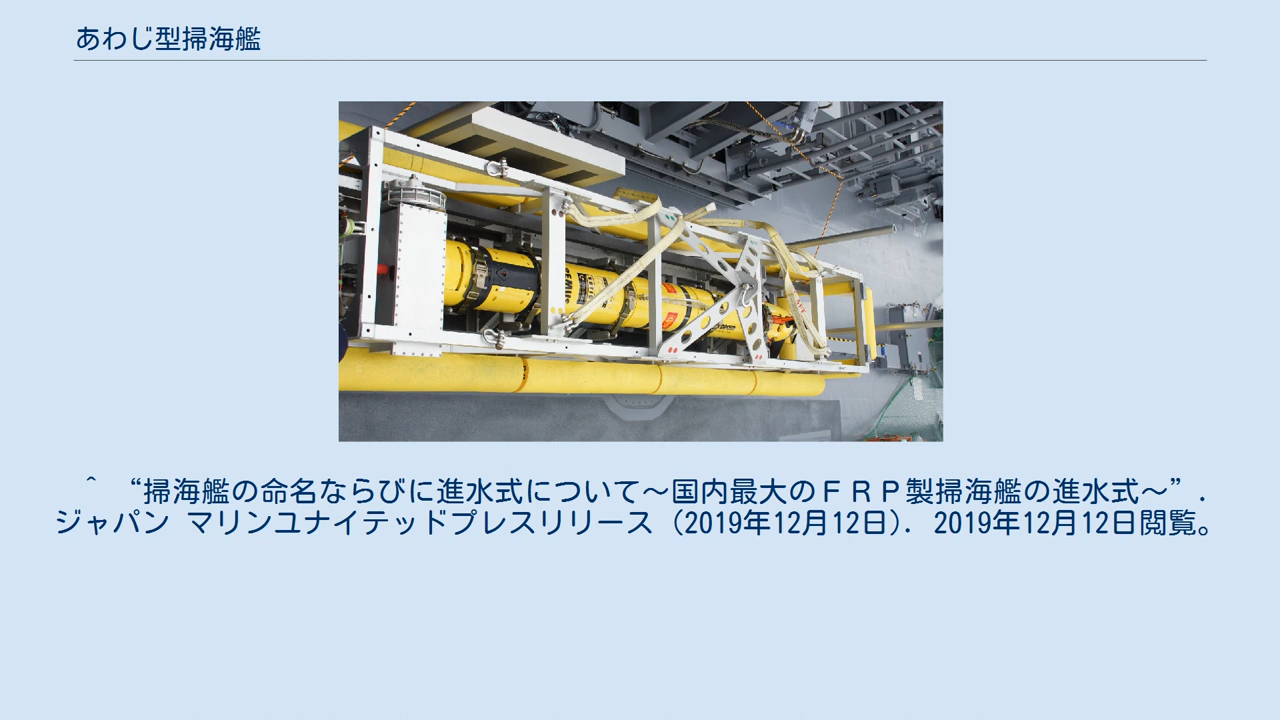 あわじ型掃海艦
REMUS
^ “掃海艦の命名ならびに進水式について～国内最大のＦＲＰ製掃海艦の進水式～”.
ジャパン マリンユナイテッドプレスリリース (2019年12月12日). 2019年12月12日閲覧。